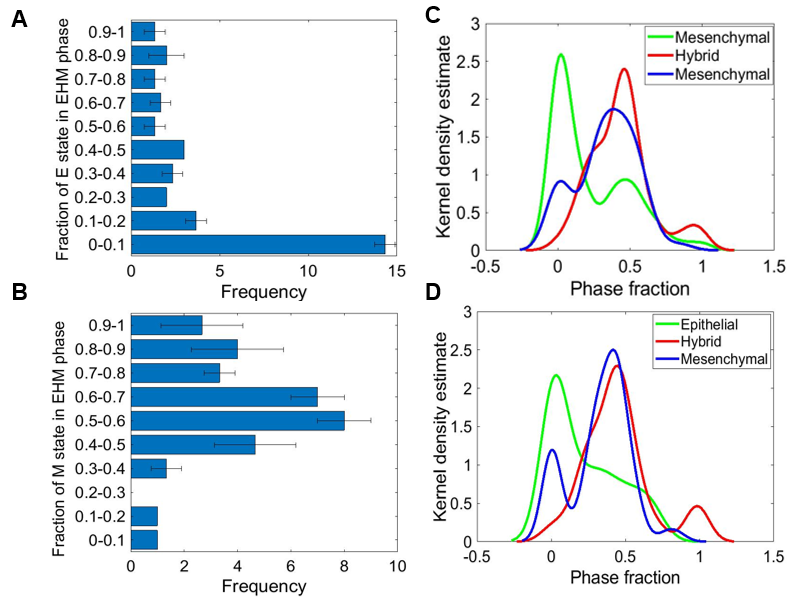 A
Fraction of E state in EHM phase
0.9-1
0.8-0.9
0.7-0.8
0.6-0.7
0.5-0.6
0.4-0.5
0.3-0.4
0.2-0.3
0.1-0.2
0-0.1
0 5 10 15
Frequency
B
Fraction of M state in EHM phase
0.9-1
0.8-0.9
0.7-0.8
0.6-0.7
0.5-0.6
0.4-0.5
0.3-0.4
0.2-0.3
0.1-0.2
0-0.1
0 2 4 6 8 10
Frequency
C
Kernel density estimate
3
2.5
2
1.5
1
0.5
0
-0.5 0 0.5 1 1.5
Phase fraction
Mesenchymal
Hybrid
Mesenchymal
D
Kernel density estimate
3
2.5
2
1.5
1
0.5
0
-0.5 0 0.5 1 1.5
Phase fraction
Epithelial
Hybrid
Mesenchymal